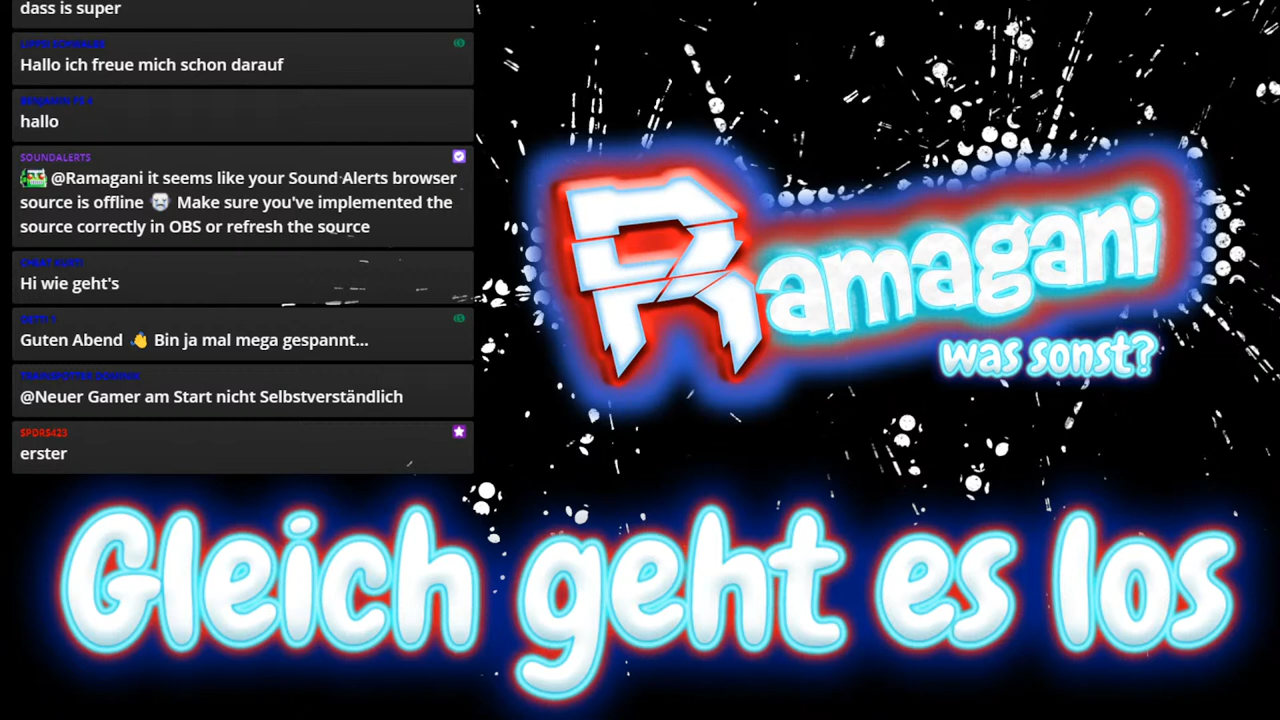 dass is super
Hallo ich freue mich schon darauf
hallo
SOUNDALERTS
@Ramagani it seems like your Sound Alerts browser
source is offline Make sure you've implemented the
source correctly in OBS or refresh the source
Hi wie geht's
Guten Abend 👋 Bin ja mal mega gespannt...
@Neuer Gamer am Start nicht Selbstverständlich
SPDRS423
erster
Ramagani
was sonst?
Gleich geht es los